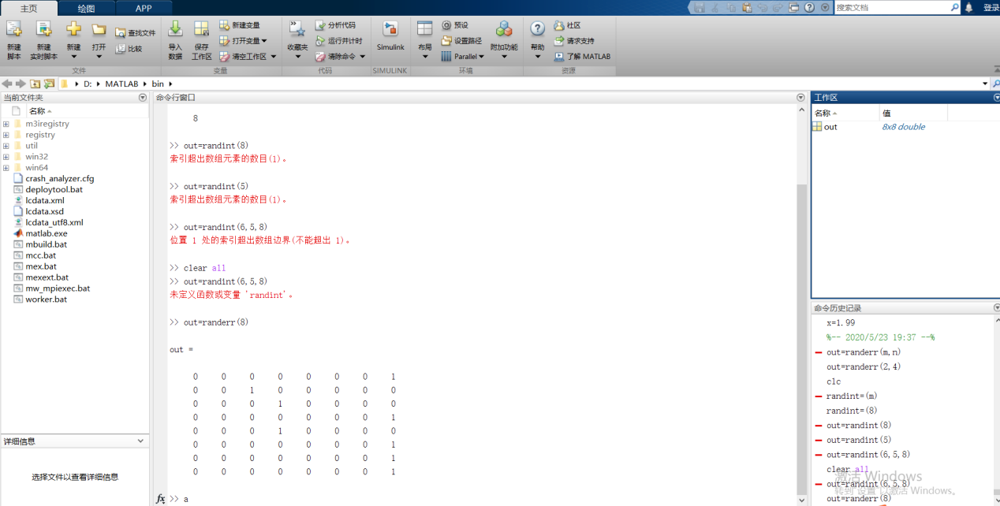 主页 绘图 APP 搜索文档 登录
新建脚本 新建实时脚本 新建 打开 查找文件 比较
导入数据 保存工作区 新建变量 打开变量 清空工作区
收藏夹 分析代码 运行并计时 清除命令
Simulink
布局 预设 设置路径 Parallel 附加功能
帮助 社区 请求支持 了解 MATLAB
文件 变量 代码 SIMULINK 环境 资源
D: MATLAB bin
当前文件夹
名称
m3iregistry
registry
util
win32
win64
crash_analyzer.cfg
deploytool.bat
lcdata.xml
lcdata.xsd
lcdata_utf8.xml
matlab.exe
mbuild.bat
mcc.bat
mex.bat
mexext.bat
mw_mpiexec.bat
worker.bat
详细信息
选择文件以查看详细信息
命令行窗口
8
>> out=randint(8)
索引超出数组元素的数目(1)。
>> out=randint(5)
索引超出数组元素的数目(1)。
>> out=randint(6,5,8)
位置 1 处的索引超出数组边界(不能超出 1)。
>> clear all
>> out=randint(6,5,8)
未定义函数或变量 'randint'。
>> out=randerr(8)
out =
0 0 0 0 0 0 0 1
0 0 1 0 0 0 0 0
0 0 0 1 0 0 0 0
0 0 0 0 0 0 0 1
0 0 0 1 0 0 0 0
0 0 0 0 0 0 0 1
0 0 0 0 0 0 0 1
0 0 0 0 0 0 0 1
fx >> a
工作区
名称 值
out 8x8 double
命令历史记录
x=1.99
%-- 2020/5/23 19:37 --%
out=randerr(m,n)
out=randerr(2,4)
clc
randint=(m)
randint=(8)
out=randint(8)
out=randint(5)
out=randint(6,5,8)
clear all
out=randint(6,5,8)
out=randerr(8)
激活 Windows
转到"设置"以激活 Windows。